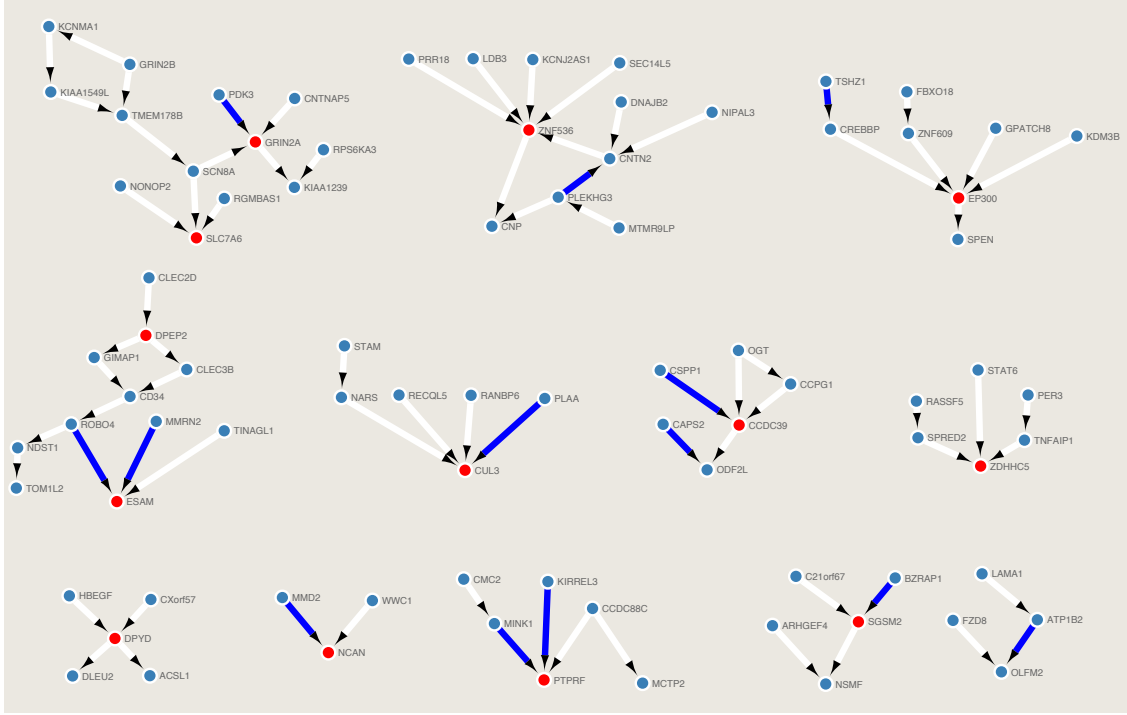 KCNMA1
GRIN2B
KIAA1549L
TMEM178B
PDK3
CNTNAP5
GRIN2A
RPS6KA3
SCN8A
KIAA1239
NONOP2
RGMBAS1
SLC7A6
PRR18
LDB3
KCNJ2AS1
SEC14L5
DNAJB2
NIPAL3
ZNF536
CNTN2
PLEKHG3
CNP
MTMR9LP
TSHZ1
FBXO18
CREBBP
ZNF609
GPATCH8
KDM3B
EP300
SPEN
CLEC2D
DPEP2
GIMAP1
CLEC3B
CD34
ROBO4
MMRN2
TINAGL1
NDST1
TOM1L2
ESAM
STAM
NARS
RECQL5
RANBP6
PLAA
CUL3
OGT
CSPP1
CCPG1
CAPS2
CCDC39
ODF2L
STAT6
RASSF5
PER3
SPRED2
TNFAIP1
ZDHHC5
HBEGF
CXorf57
DPYD
DLEU2
ACSL1
MMD2
WWC1
NCAN
CMC2
KIRREL3
MINK1
CCDC88C
PTPRF
MCTP2
C21orf67
BZRAP1
ARHGEF4
SGSM2
NSMF
LAMA1
FZD8
ATP1B2
OLFM2